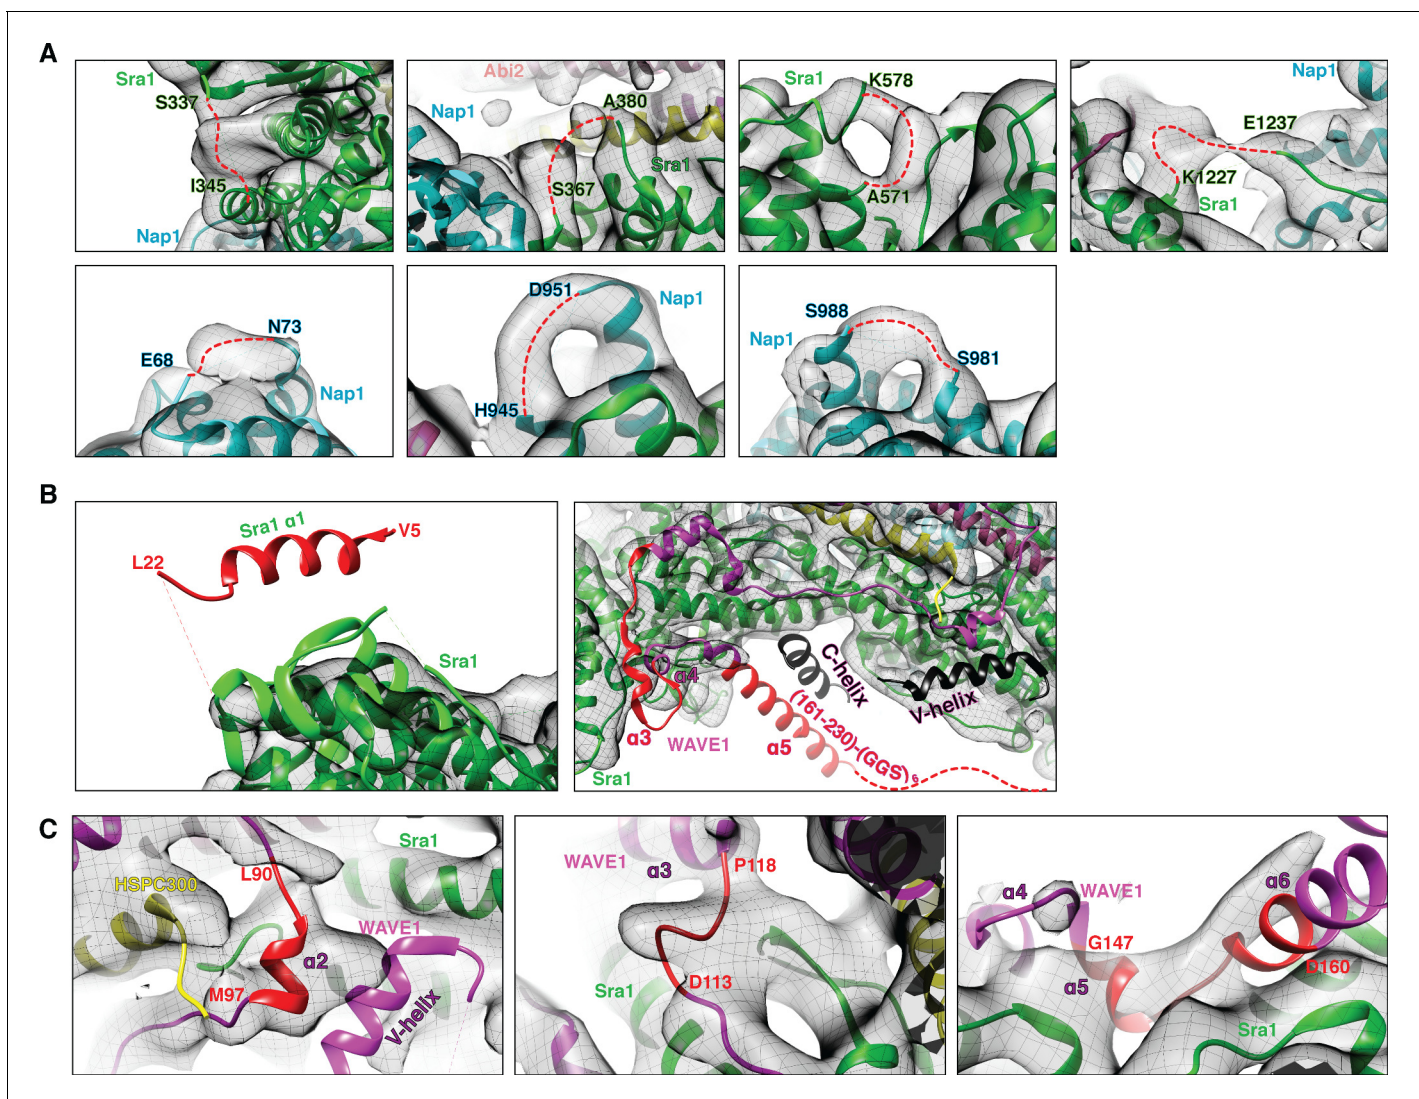 A
Sra1
S337
I345
Nap1
Abi2
Nap1
A380
S367
Sra1
Sra1
K578
A571
Nap1
E1237
K1227
Sra1
E68
N73
Nap1
D951
Nap1
H945
S988
Nap1
S981
B
Sra1 α1
V5
L22
Sra1
α4
C-helix
V-helix
α3
WAVE1
α5
(161-230)-(GGS)6
Sra1
C
Sra1
L90
HSPC300
WAVE1
α2
M97
V-helix
WAVE1
α3
P118
Sra1
D113
α4
WAVE1
α6
G147
D160
α5
Sra1